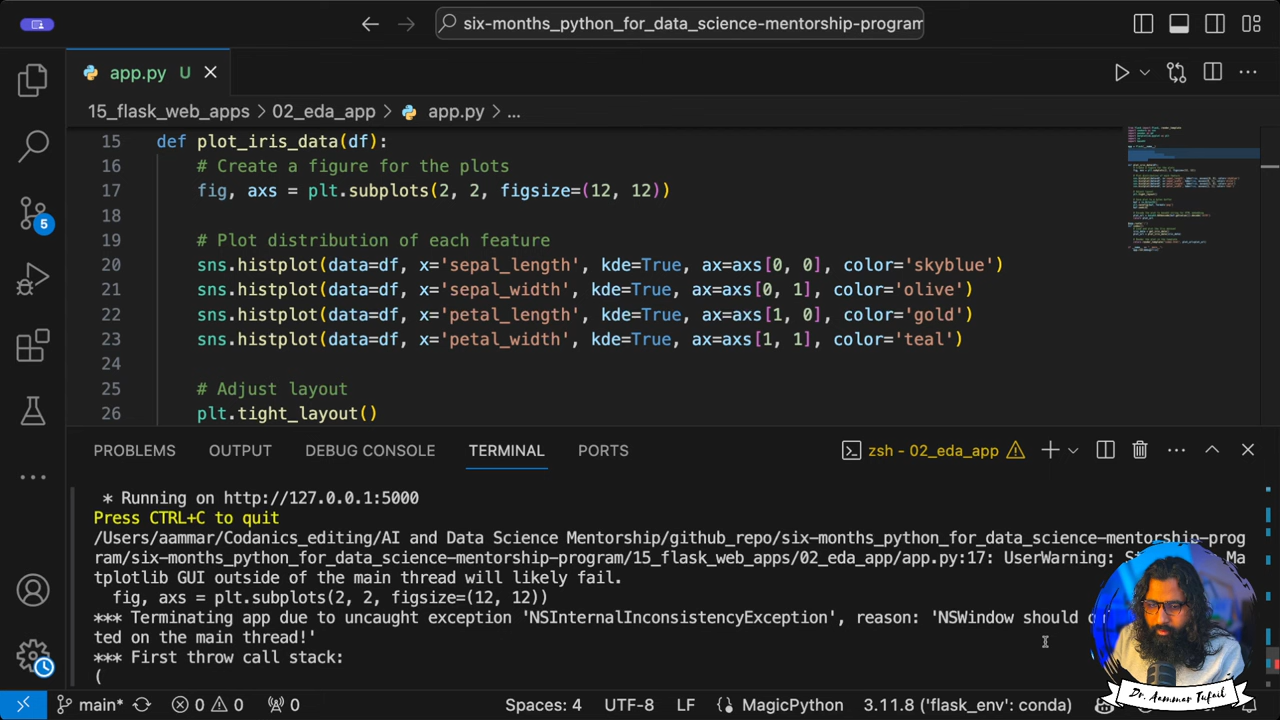 six-months_python_for_data_science-mentorship-program
app.py U
15_flask_web_apps > 02_eda_app > app.py > ...
15 def plot_iris_data(df):
16 # Create a figure for the plots
17 fig, axs = plt.subplots(2, 2, figsize=(12, 12))
18
19 # Plot distribution of each feature
20 sns.histplot(data=df, x='sepal_length', kde=True, ax=axs[0, 0], color='skyblue')
21 sns.histplot(data=df, x='sepal_width', kde=True, ax=axs[0, 1], color='olive')
22 sns.histplot(data=df, x='petal_length', kde=True, ax=axs[1, 0], color='gold')
23 sns.histplot(data=df, x='petal_width', kde=True, ax=axs[1, 1], color='teal')
24
25 # Adjust layout
26 plt.tight_layout()
5
PROBLEMS OUTPUT DEBUG CONSOLE TERMINAL PORTS zsh - 02_eda_app
* Running on http://127.0.0.1:5000
Press CTRL+C to quit
/Users/aammar/Codanics_editing/AI and Data Science Mentorship/github_repo/six-months_python_for_data_science-mentorship-prog
ram/six-months_python_for_data_science-mentorship-program/15_flask_web_apps/02_eda_app/app.py:17: UserWarning: Ma
tplotlib GUI outside of the main thread will likely fail.
fig, axs = plt.subplots(2, 2, figsize=(12, 12))
*** Terminating app due to uncaught exception 'NSInternalInconsistencyException', reason: 'NSWindow should
ted on the main thread!'
*** First throw call stack:
(
Dr. Aammar Tufail
main* 0 0 0 Spaces: 4 UTF-8 LF MagicPython 3.11.8 ('flask_env': conda)